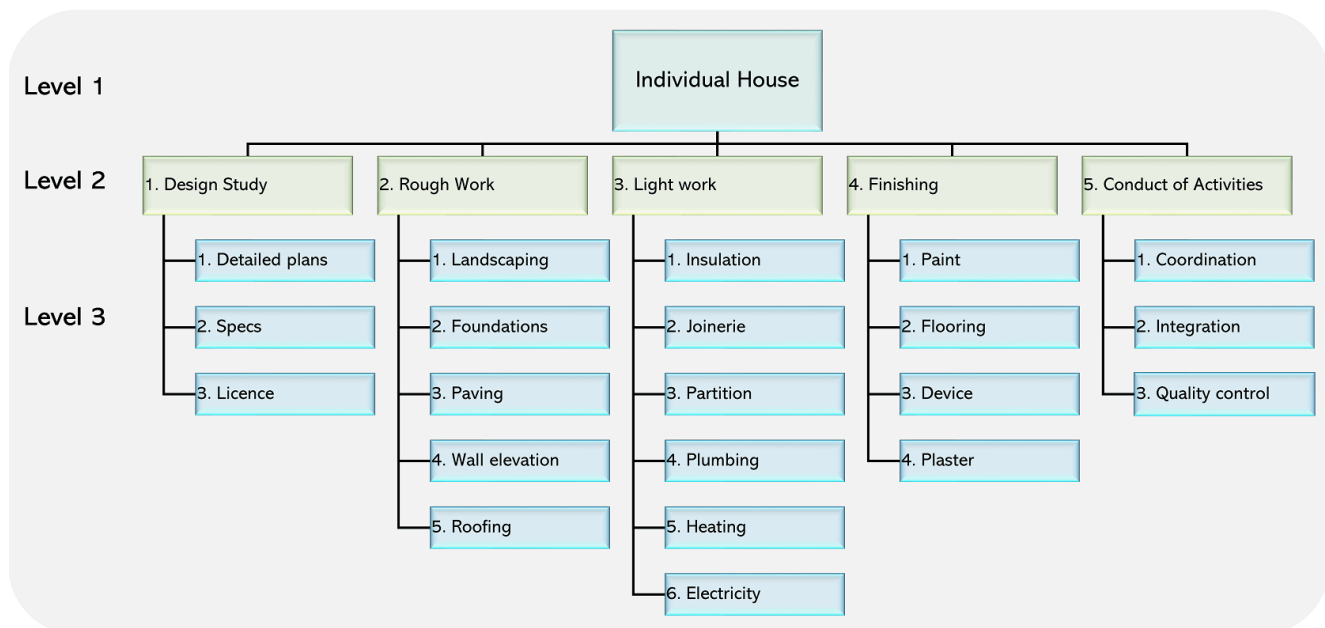 Level 1
Individual House
Level 2
1. Design Study
2. Rough Work
3. Light work
4. Finishing
5. Conduct of Activities
Level 3
1. Detailed plans
2. Specs
3. Licence
1. Landscaping
2. Foundations
3. Paving
4. Wall elevation
5. Roofing
1. Insulation
2. Joinerie
3. Partition
4. Plumbing
5. Heating
6. Electricity
1. Paint
2. Flooring
3. Device
4. Plaster
1. Coordination
2. Integration
3. Quality control